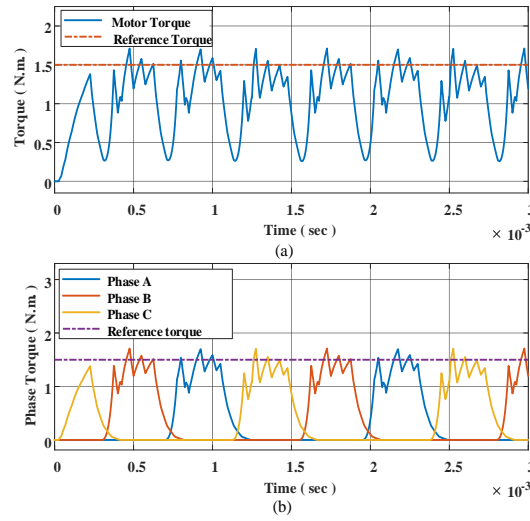 Motor Torque
Reference Torque
Torque ( N.m. )
2
1.5
1
0.5
0
0 0.5 1 1.5 2 2.5 3
Time ( sec )
× 10⁻³
(a)
Phase A
Phase B
Phase C
Reference torque
Phase Torque ( N.m. )
3
2
1
0
0 0.5 1 1.5 2 2.5 3
Time ( sec )
× 10⁻³
(b)